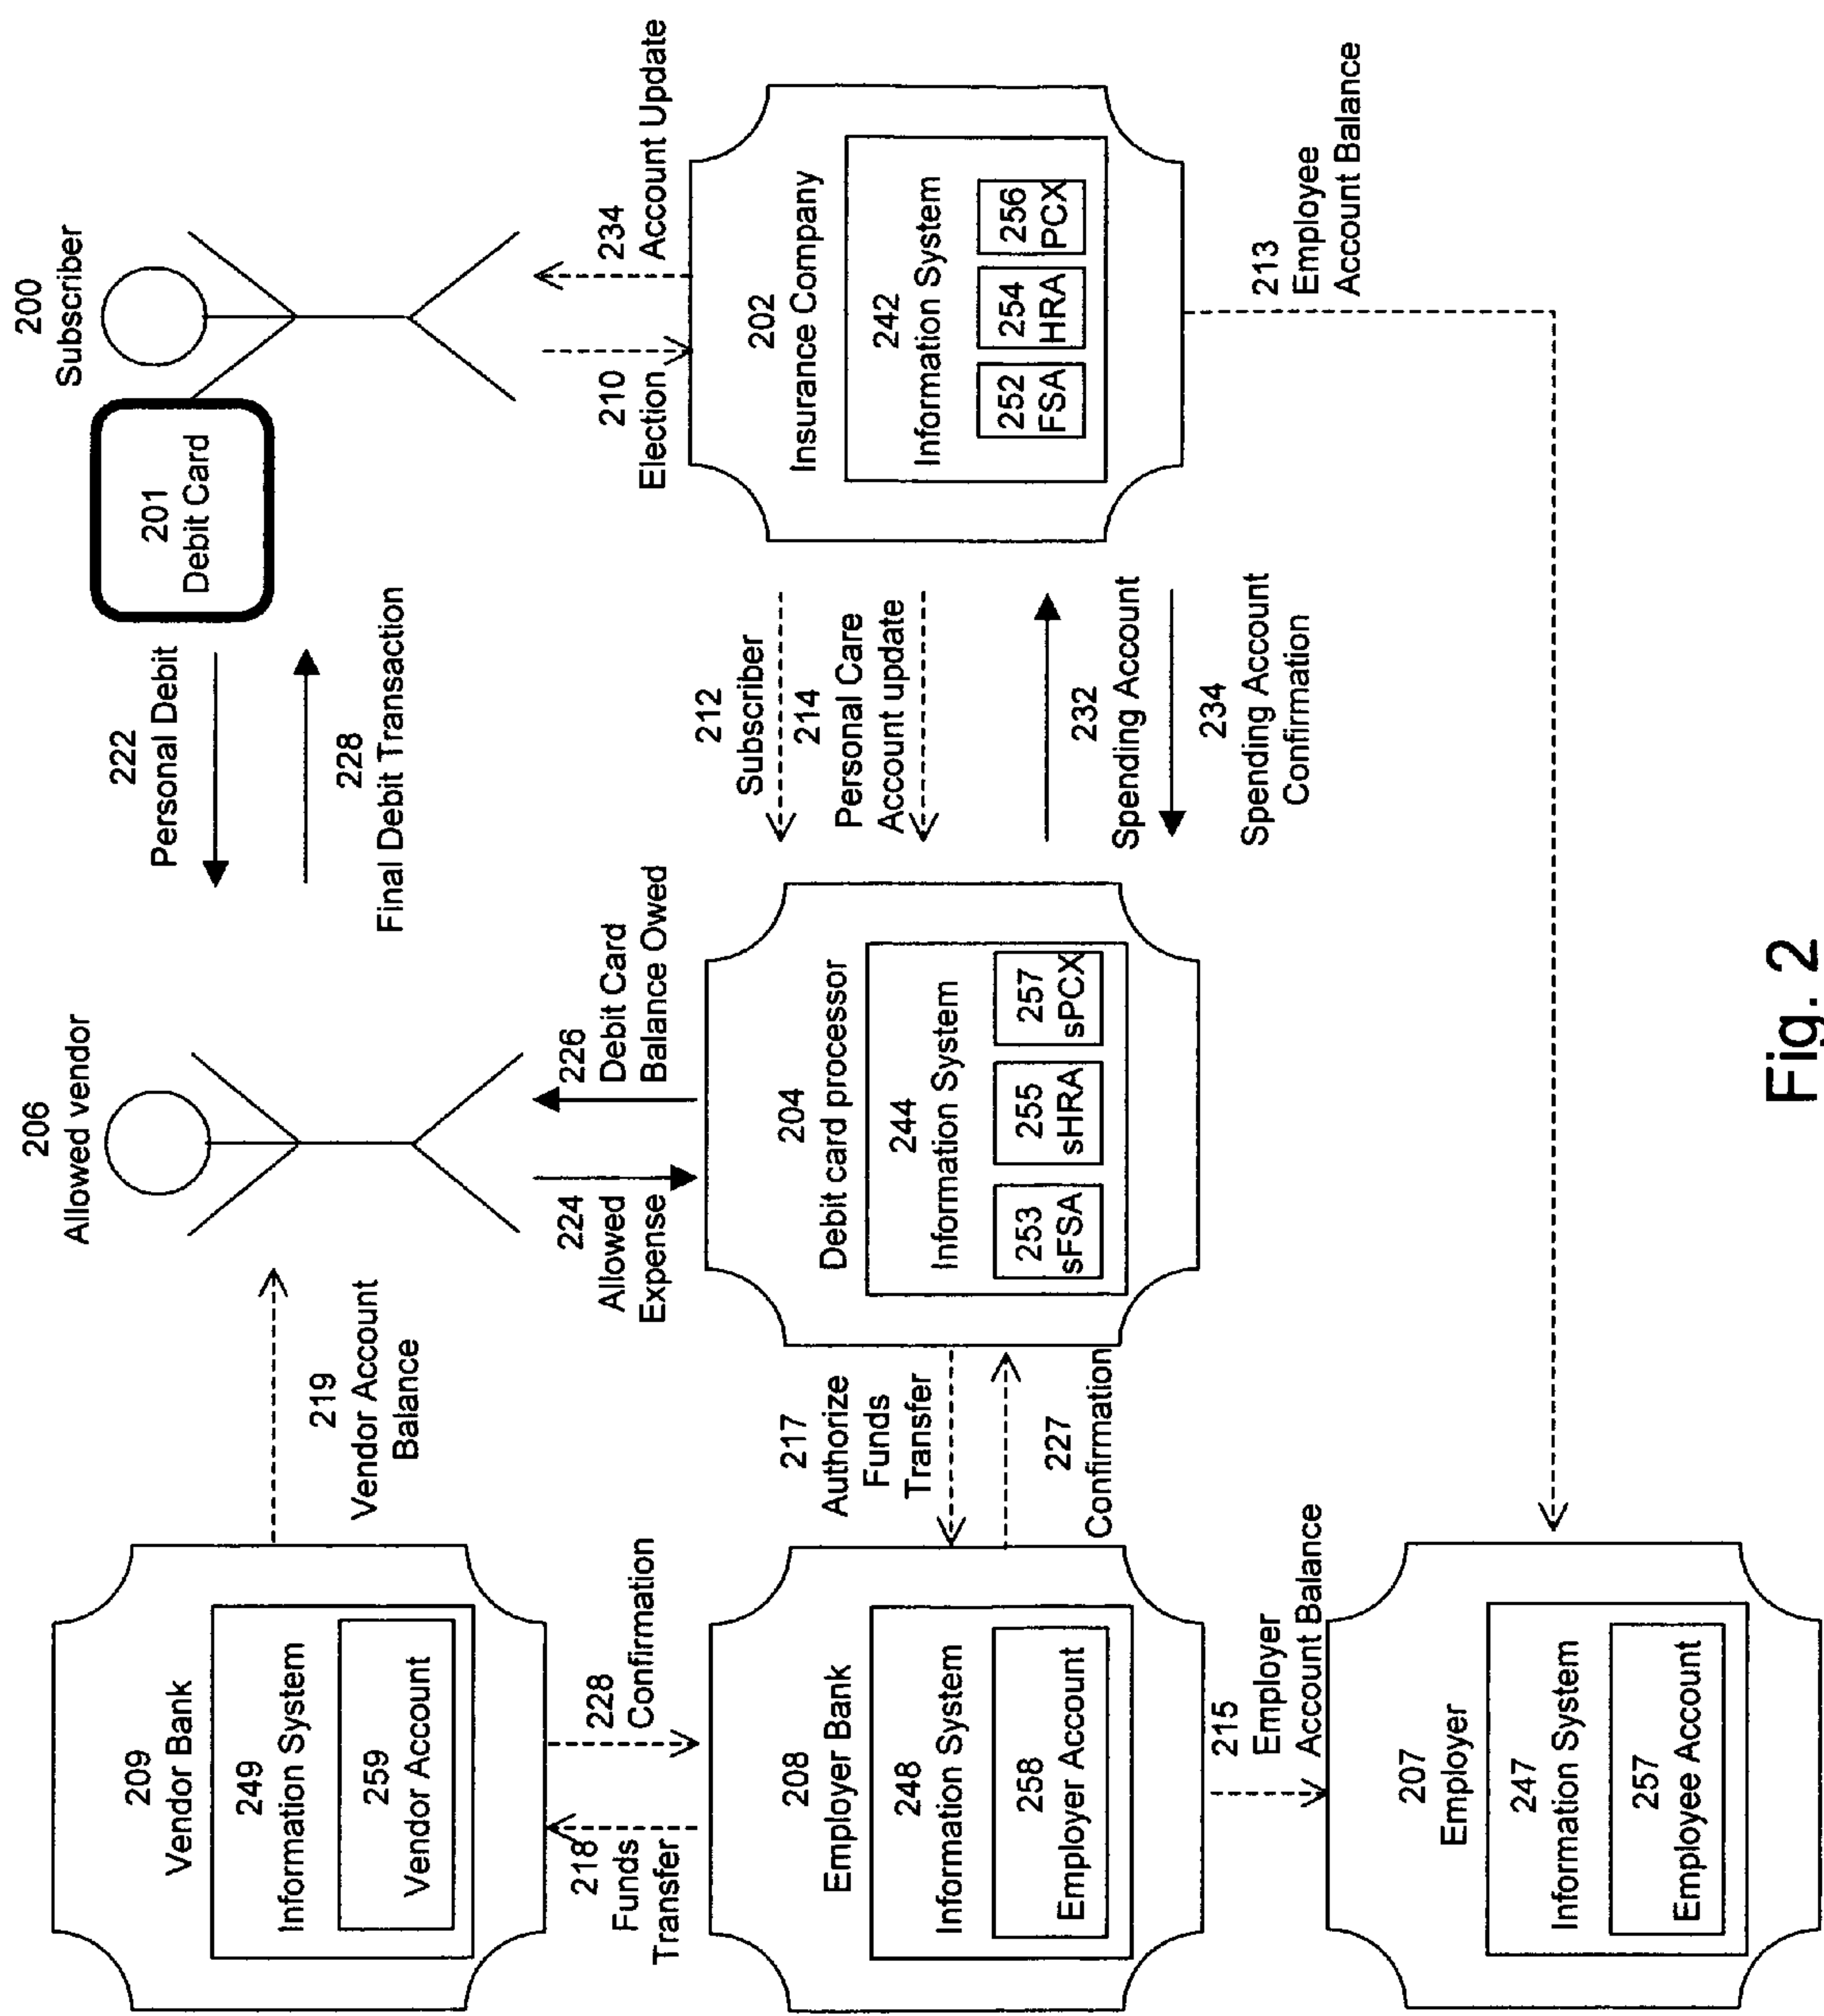 200
Subscriber
201
Debit Card
222
Personal Debit
228
Final Debit Transaction
206
Allowed vendor
219
Vendor Account
Balance
209
Vendor Bank
249
Information System
259
Vendor Account
210
Election
234
Account Update
224
Allowed
Expense
226
Debit Card
Balance Owed
218
Funds
Transfer
228
Confirmation
202
Insurance Company
242
Information System
252
FSA
254
HRA
256
PCX
212
Subscriber
214
Personal Care
Account update
232
Spending Account
234
Spending Account
Confirmation
204
Debit card processor
244
Information System
253
sFSA
255
sHRA
257
sPCX
217
Authorize
Funds
Transfer
227
Confirmation
208
Employer Bank
248
Information System
258
Employer Account
215
Employer
Account Balance
213
Employee
Account Balance
207
Employer
247
Information System
257
Employee Account
Fig. 2